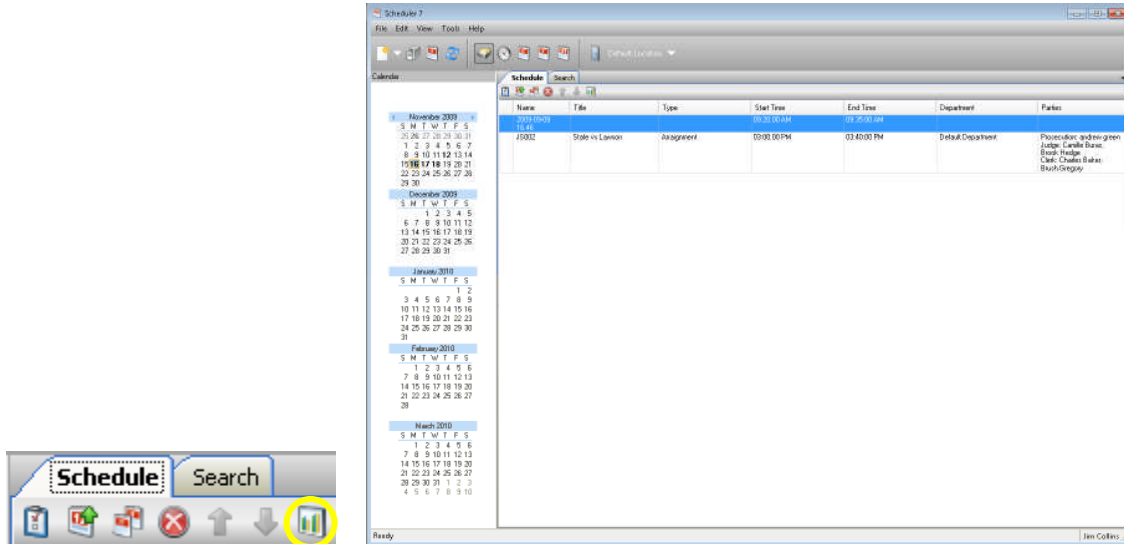 Schedule Search
Scheduler 7
File Edit View Tools Help
Default Location
Calendar
November 2009
S M T W T F S
25 26 27 28 29 30 31
1 2 3 4 5 6 7
8 9 10 11 12 13 14
15 16 17 18 19 20 21
22 23 24 25 26 27 28
29 30
December 2009
S M T W T F S
1 2 3 4 5
6 7 8 9 10 11 12
13 14 15 16 17 18 19
20 21 22 23 24 25 26
27 28 29 30 31
January 2010
S M T W T F S
1 2
3 4 5 6 7 8 9
10 11 12 13 14 15 16
17 18 19 20 21 22 23
24 25 26 27 28 29 30
31
February 2010
S M T W T F S
1 2 3 4 5 6
7 8 9 10 11 12 13
14 15 16 17 18 19 20
21 22 23 24 25 26 27
28
March 2010
S M T W T F S
1 2 3 4 5 6
7 8 9 10 11 12 13
14 15 16 17 18 19 20
21 22 23 24 25 26 27
28 29 30 31 1 2 3
4 5 6 7 8 9 10
Schedule Search
Name Title Type Start Time End Time Department Parties
2009-09-09 09:20:00 AM 09:35:00 AM
16.46
JS002 State vs Lawson Arraignment 03:00:00 PM 03:40:00 PM Default Department Prosecution: andrew green
Judge: Camille Buras,
Brook Hedge
Clerk: Charles Baker,
Brush Gregory
Ready Jim Collins